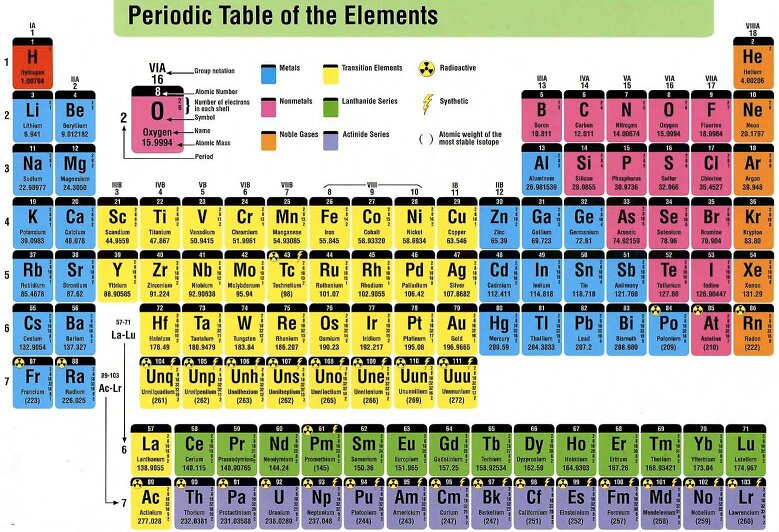 Periodic Table of the Elements
IA
1
VIIIA
18
1
1 2
H He
Hydrogen Helium
1.00794 4.00206
IIA
2
VIA
16
Group notation
8 Atomic Number
Number of electrons in each shell
O Symbol
Oxygen Name
15.9994 Atomic Mass
2 Period
Metals
Transition Elements
Radioactive
Nonmetals
Lanthanide Series
Synthetic
Noble Gases
Actinide Series
( ) Atomic weight of the most stable isotope
IIIA IVA VA VIA VIIA
13 14 15 16 17
2
3 4 5 6 7 8 9 10
Li Be B C N O F Ne
Lithium Beryllium Boron Carbon Nitrogen Oxygen Fluorine Neon
6.941 9.012182 10.811 12.011 14.00674 15.9994 18.9984 20.1797
3
11 12 13 14 15 16 17 18
Na Mg Al Si P S Cl Ar
Sodium Magnesium Aluminum Silicon Phosphorus Sulfur Chlorine Argon
22.98977 24.3050 26.981539 28.0855 30.9736 32.066 35.4527 39.948
IIIB IVB VB VIB VIIB VIII IB IIB
3 4 5 6 7 8 9 10 11 12
4
19 20 21 22 23 24 25 26 27 28 29 30 31 32 33 34 35 36
K Ca Sc Ti V Cr Mn Fe Co Ni Cu Zn Ga Ge As Se Br Kr
Potassium Calcium Scandium Titanium Vanadium Chromium Manganese Iron Cobalt Nickel Copper Zinc Gallium Germanium Arsenic Selenium Bromine Krypton
39.0983 40.078 44.9559 47.867 50.9415 51.9961 54.93085 55.845 58.93320 58.6934 63.546 65.39 69.723 72.61 74.92159 78.96 79.904 83.80
5
37 38 39 40 41 42 43 44 45 46 47 48 49 50 51 52 53 54
Rb Sr Y Zr Nb Mo Tc Ru Rh Pd Ag Cd In Sn Sb Te I Xe
Rubidium Strontium Yttrium Zirconium Niobium Molybdenum Technetium Ruthenium Rhodium Palladium Silver Cadmium Indium Tin Antimony Tellurium Iodine Xenon
85.4678 87.62 88.90585 91.224 92.90638 95.94 (98) 101.07 102.9055 106.42 107.8682 112.411 114.818 118.710 121.760 127.60 126.90447 131.29
6
55 56 57-71 72 73 74 75 76 77 78 79 80 81 82 83 84 85 86
Cs Ba La-Lu Hf Ta W Re Os Ir Pt Au Hg Tl Pb Bi Po At Rn
Cesium Barium Hafnium Tantalum Tungsten Rhenium Osmium Iridium Platinum Gold Mercury Thallium Lead Bismuth Polonium Astatine Radon
132.9054 137.327 178.49 180.9479 183.84 186.207 190.23 192.217 195.08 196.9665 200.59 204.3833 207.2 208.980 (209) (210) (222)
7
87 88 89-103 104 105 106 107 108 109 110 111
Fr Ra Ac-Lr Unq Unp Unh Uns Uno Une Uun Uuu
Francium Radium Unnilquadium Unnilpentium Unnilhexium Unnilseptium Unniloctium Unnilennium Ununnilium Unununium
(223) 226.025 (261) (262) (263) (262) (265) (266) (269) (272)
6
57 58 59 60 61 62 63 64 65 66 67 68 69 70 71
La Ce Pr Nd Pm Sm Eu Gd Tb Dy Ho Er Tm Yb Lu
Lanthanum Cerium Praseodymium Neodymium Promethium Samarium Europium Gadolinium Terbium Dysprosium Holmium Erbium Thulium Ytterbium Lutetium
138.9055 140.115 140.90765 144.24 (145) 150.36 151.965 157.25 158.92534 162.50 164.9303 167.26 168.93421 173.04 174.967
7
89 90 91 92 93 94 95 96 97 98 99 100 101 102 103
Ac Th Pa U Np Pu Am Cm Bk Cf Es Fm Md No Lr
Actinium Thorium Protactinium Uranium Neptunium Plutonium Americium Curium Berkelium Californium Einsteinium Fermium Mendelevium Nobelium Lawrencium
277.028 232.0381 231.03588 238.0289 237.048 (244) (243) (247) (247) (251) (252) (257) (258) (259) (260)